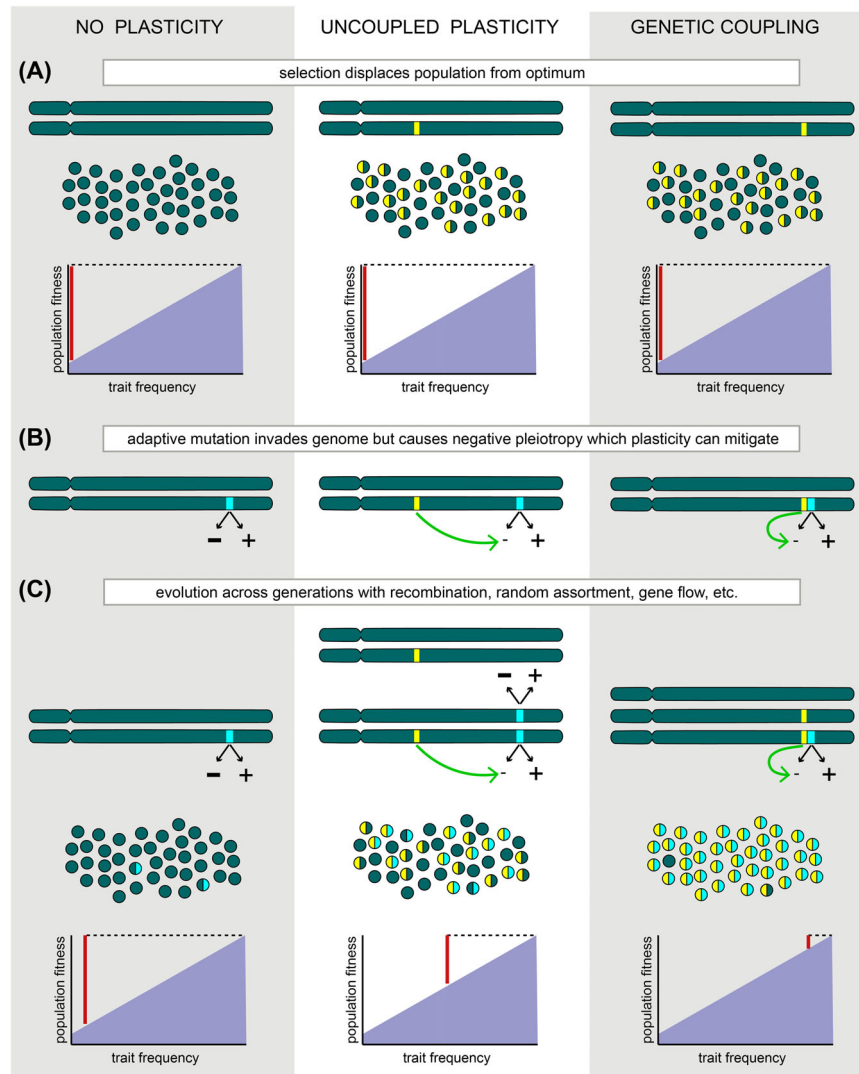 NO PLASTICITY
UNCOUPLED PLASTICITY
GENETIC COUPLING
(A)
selection displaces population from optimum
population fitness
trait frequency
population fitness
trait frequency
population fitness
trait frequency
(B)
adaptive mutation invades genome but causes negative pleiotropy which plasticity can mitigate
- +
- +
- +
(C)
evolution across generations with recombination, random assortment, gene flow, etc.
- +
- +
- +
- +
population fitness
trait frequency
population fitness
trait frequency
population fitness
trait frequency